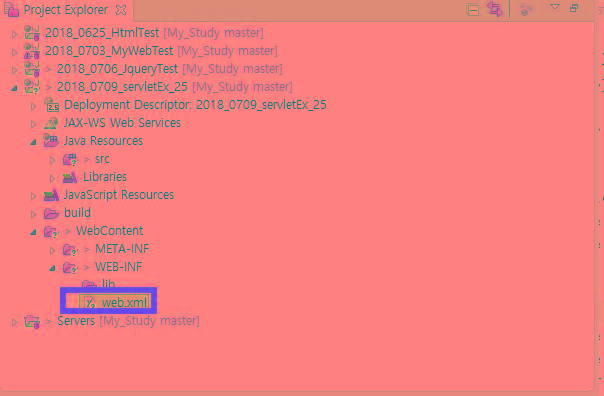 Project Explorer
2018_0625_HtmlTest [My_Study master]
2018_0703_MyWebTest [My_Study master]
> 2018_0706_JqueryTest [My_Study master]
> 2018_0709_servletEx_25 [My_Study master]
Deployment Descriptor: 2018_0709_servletEx_25
JAX-WS Web Services
Java Resources
> src
Libraries
JavaScript Resources
build
> WebContent
> META-INF
> WEB-INF
lib
web.xml
> Servers [My_Study master]